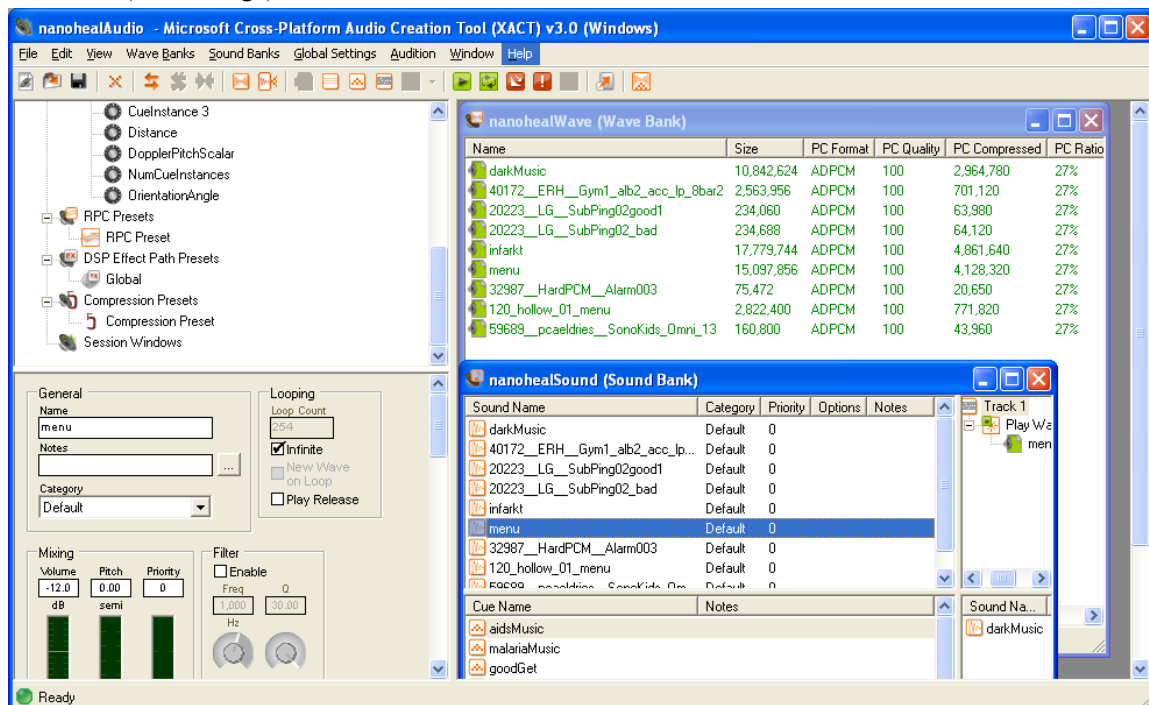 nanohealAudio - Microsoft Cross-Platform Audio Creation Tool (XACT) v3.0 (Windows)
File Edit View Wave Banks Sound Banks Global Settings Audition Window Help
CueInstance 3
Distance
DopplerPitchScalar
NumCueInstances
OrientationAngle
RPC Presets
RPC Preset
DSP Effect Path Presets
Global
Compression Presets
Compression Preset
Session Windows
nanohealWave (Wave Bank)
Name Size PC Format PC Quality PC Compressed PC Ratio
darkMusic 10,842,624 ADPCM 100 2,964,780 27%
40172__ERH__Gym1_alb2_acc_lp_8bar2 2,563,956 ADPCM 100 701,120 27%
20223__LG__SubPing02good1 234,060 ADPCM 100 63,980 27%
20223__LG__SubPing02_bad 234,688 ADPCM 100 64,120 27%
infarkt 17,779,744 ADPCM 100 4,861,640 27%
menu 15,097,856 ADPCM 100 4,128,320 27%
32987__HardPCM__Alarm003 75,472 ADPCM 100 20,650 27%
120_hollow_01_menu 2,822,400 ADPCM 100 771,820 27%
59689__pcaeldries__SonoKids_Omni_13 160,800 ADPCM 100 43,960 27%
General
Name
menu
Notes
...
Category
Default
Looping
Loop Count
254
Infinite
New Wave
on Loop
Play Release
Mixing
Volume Pitch Priority
-12.0 0.00 0
dB semi
Filter
Enable
Freq Q
1,000 30.00
Hz
nanohealSound (Sound Bank)
Sound Name Category Priority Options Notes
darkMusic Default 0
40172__ERH__Gym1_alb2_acc_lp... Default 0
20223__LG__SubPing02good1 Default 0
20223__LG__SubPing02_bad Default 0
infarkt Default 0
menu Default 0
32987__HardPCM__Alarm003 Default 0
120_hollow_01_menu Default 0
Track 1
Play Wa
men
Cue Name Notes
aidsMusic
malariaMusic
goodGet
Sound Na...
darkMusic
Ready